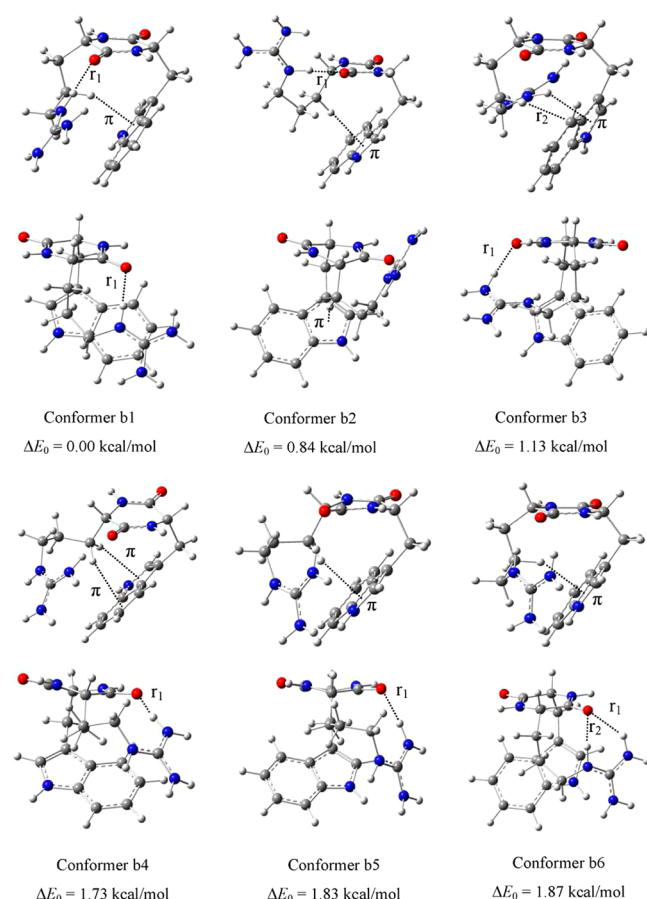 r1
π
r1
π
r2
π
r1
π
r1
Conformer b1
Conformer b2
Conformer b3
ΔE0 = 0.00 kcal/mol
ΔE0 = 0.84 kcal/mol
ΔE0 = 1.13 kcal/mol
π
π
π
π
r1
r1
r1
r2
Conformer b4
Conformer b5
Conformer b6
ΔE0 = 1.73 kcal/mol
ΔE0 = 1.83 kcal/mol
ΔE0 = 1.87 kcal/mol